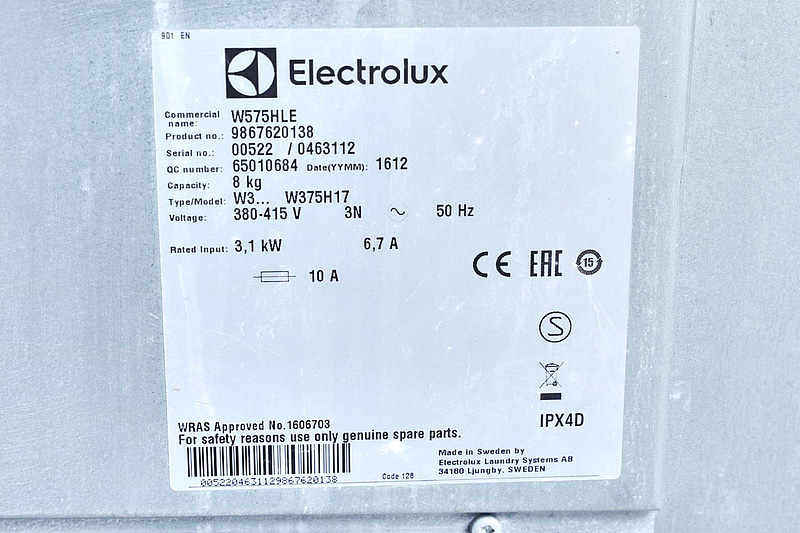 901 EN
Electrolux
Commercial name: W575HLE
Product no.: 9867620138
Serial no.: 00522 / 0463112
QC number: 65010684 Date(YYMM): 1612
Capacity: 8 kg
Type/Model: W3... W375H17
Voltage: 380-415 V 3N ~ 50 Hz
Rated Input: 3,1 kW 6,7 A
10 A
CE EAC 15
S
IPX4D
WRAS Approved No.1606703
For safety reasons use only genuine spare parts.
0052204631129867620138
Code 128
Made in Sweden by
Electrolux Laundry Systems AB
34180 Ljungby, SWEDEN